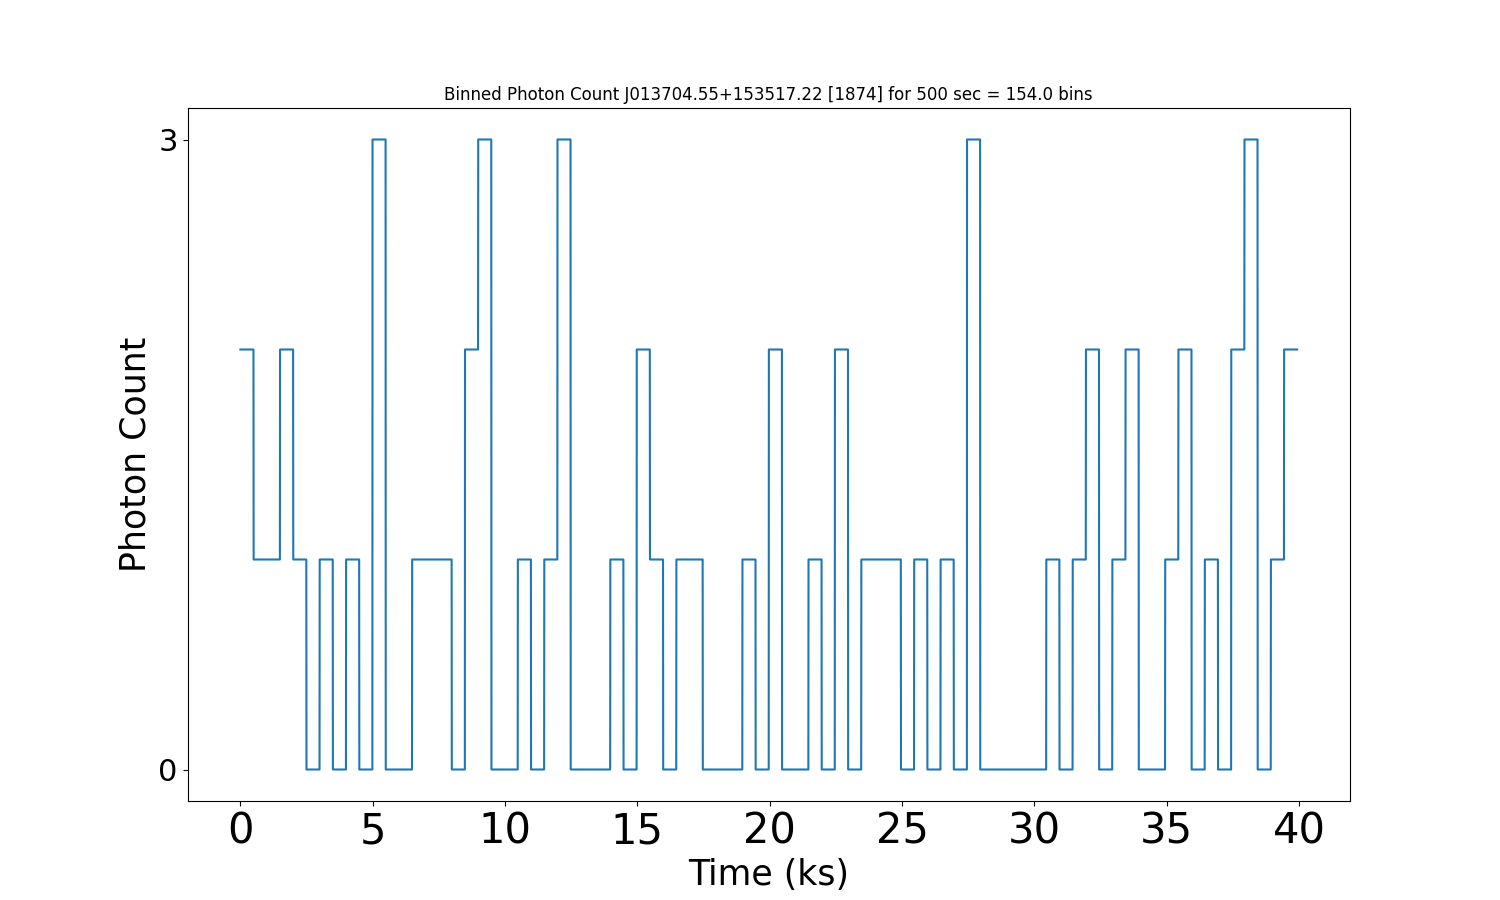 Binned Photon Count J013704.55+153517.22 [1874] for 500 sec = 154.0 bins
3
Photon Count
0
0 5 10 15 20 25 30 35 40
Time (ks)